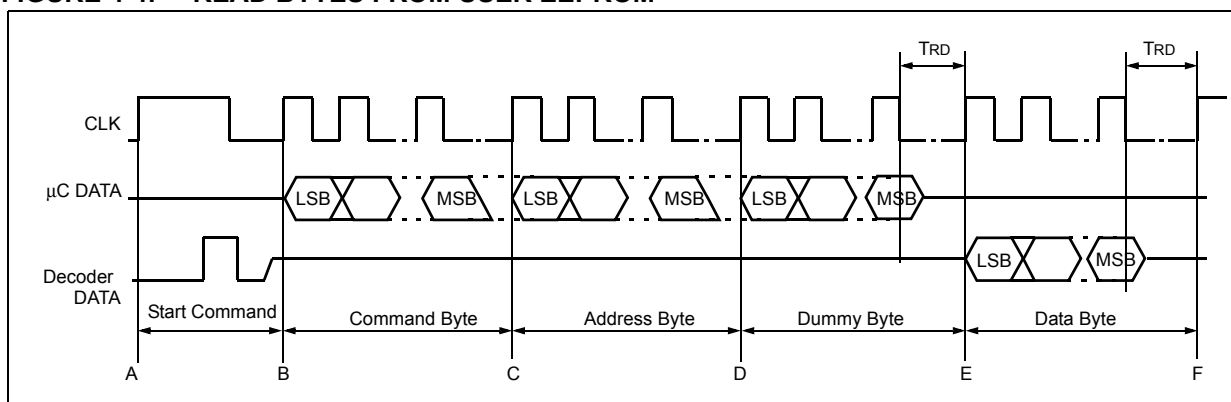 FIGURE 4-4: READ BYTES FROM USER EEPROM
TRD TRD
CLK
μC DATA
LSB MSB LSB MSB LSB MSB
Decoder
DATA
LSB MSB
Start Command Command Byte Address Byte Dummy Byte Data Byte
A B C D E F